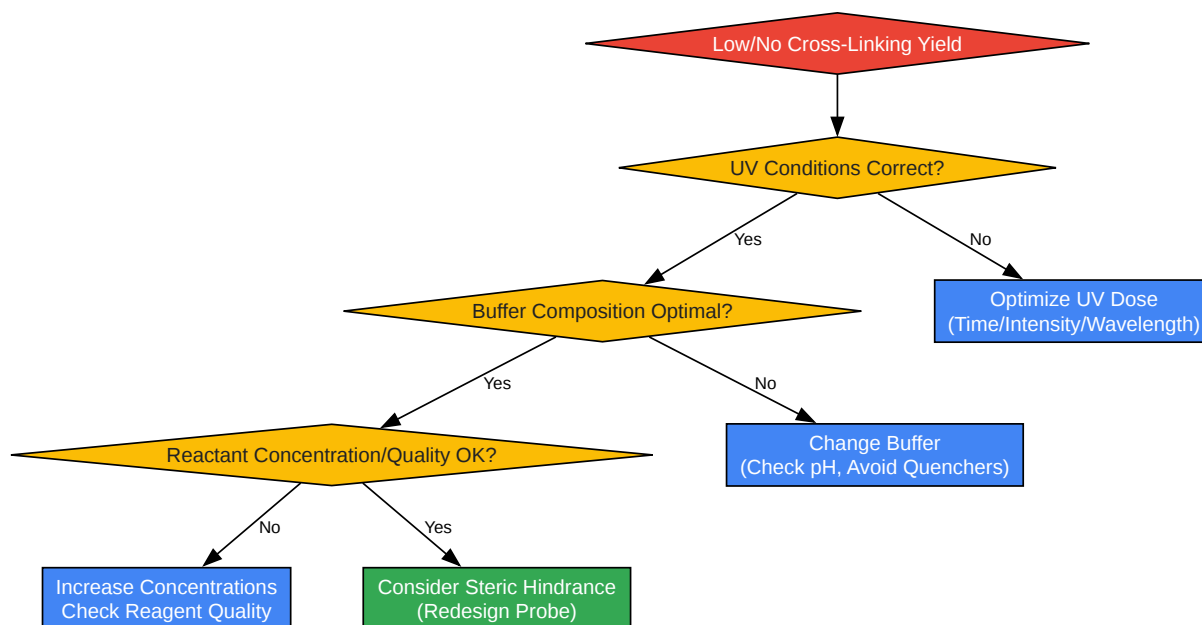 Low/No Cross-Linking Yield
UV Conditions Correct?
Yes
No
Buffer Composition Optimal?
Optimize UV Dose
(Time/Intensity/Wavelength)
Yes
No
Reactant Concentration/Quality OK?
Change Buffer
(Check pH, Avoid Quenchers)
No
Yes
Increase Concentrations
Check Reagent Quality
Consider Steric Hindrance
(Redesign Probe)